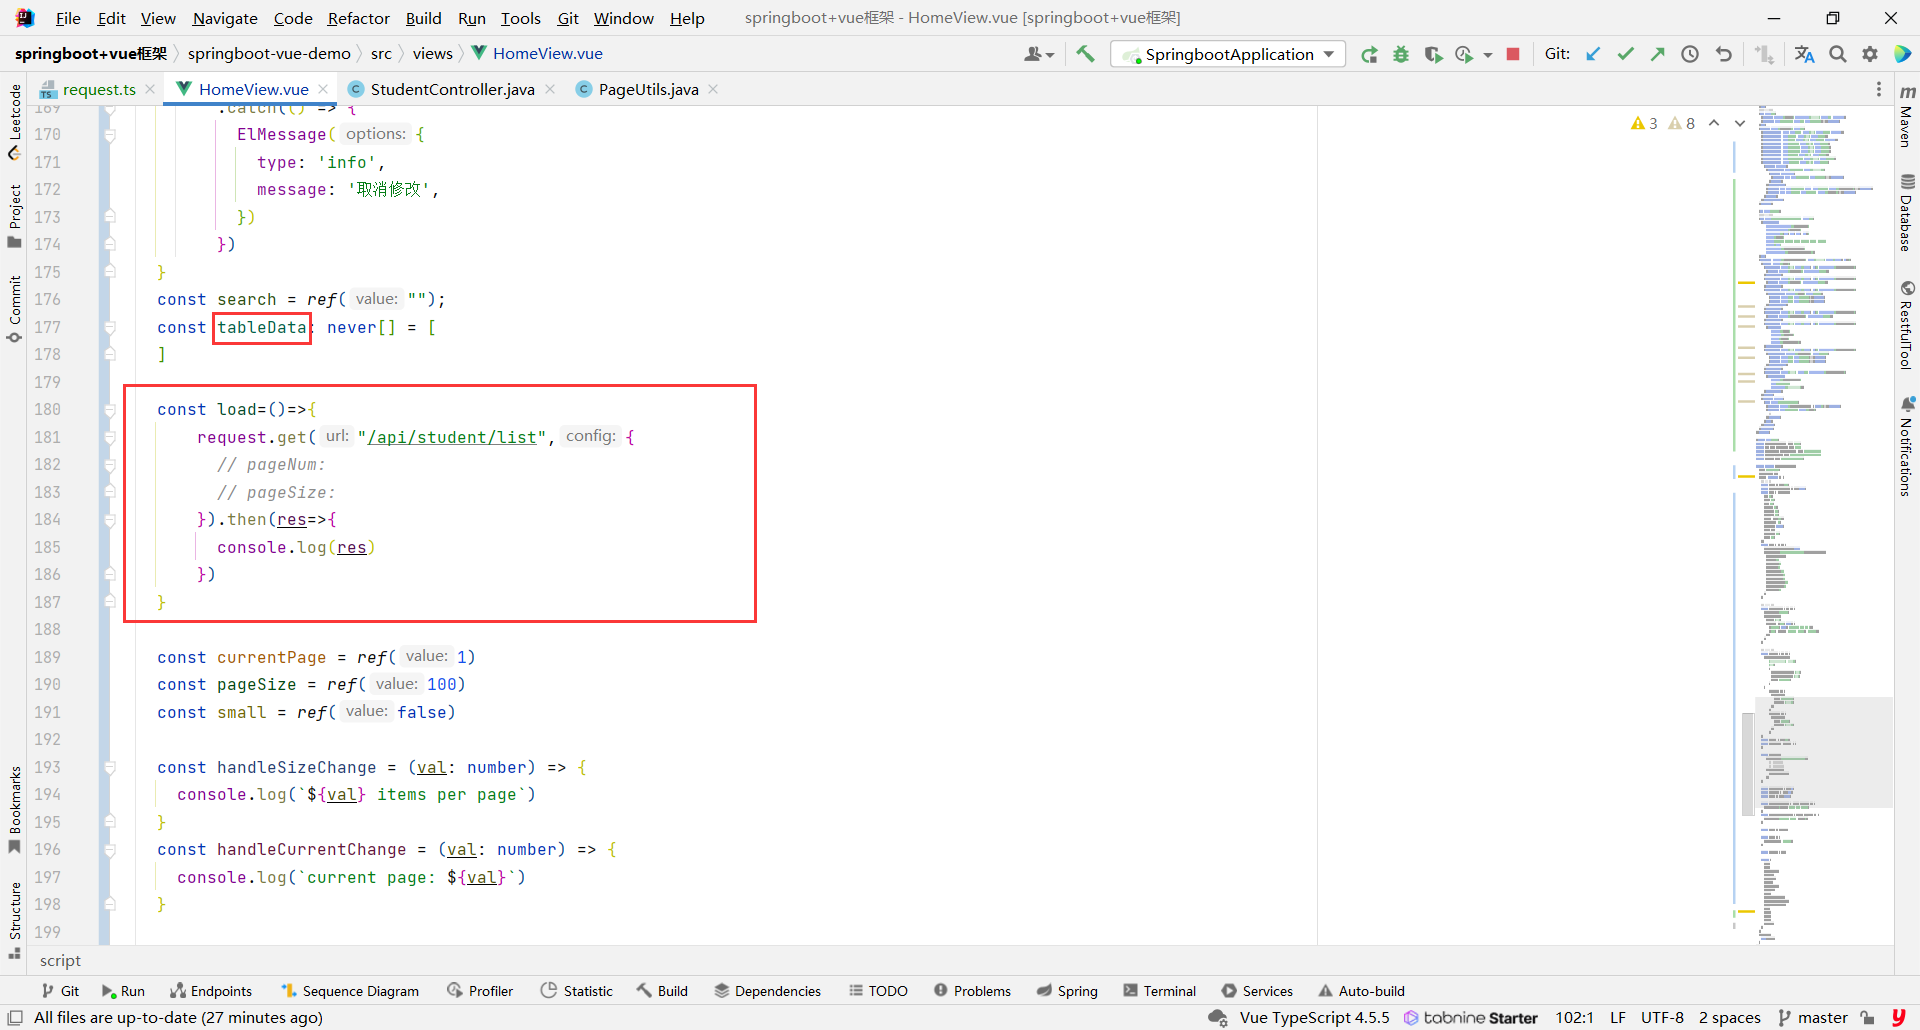 File Edit View Navigate Code Refactor Build Run Tools Git Window Help springboot+vue框架 - HomeView.vue [springboot+vue框架]
springboot+vue框架 springboot-vue-demo src views HomeView.vue SpringbootApplication Git:
request.ts HomeView.vue StudentController.java PageUtils.java
169 .catch(() => {
170 ElMessage( options: {
171 type: 'info',
172 message: '取消修改',
173 })
174 })
175 }
176 const search = ref( value: "");
177 const tableData: never[] = [
178 ]
179
180 const load=()=>{
181 request.get( url: "/api/student/list", config: {
182 // pageNum:
183 // pageSize:
184 }).then(res=>{
185 console.log(res)
186 })
187 }
188
189 const currentPage = ref( value: 1)
190 const pageSize = ref( value: 100)
191 const small = ref( value: false)
192
193 const handleSizeChange = (val: number) => {
194 console.log(`${val} items per page`)
195 }
196 const handleCurrentChange = (val: number) => {
197 console.log(`current page: ${val}`)
198 }
199
3 8
Leetcode
Project
Commit
Bookmarks
Structure
m
Maven
Database
RestfulTool
Notifications
script
Git Run Endpoints Sequence Diagram Profiler Statistic Build Dependencies TODO Problems Spring Terminal Services Auto-build
All files are up-to-date (27 minutes ago) Vue TypeScript 4.5.5 tabnine Starter 102:1 LF UTF-8 2 spaces master